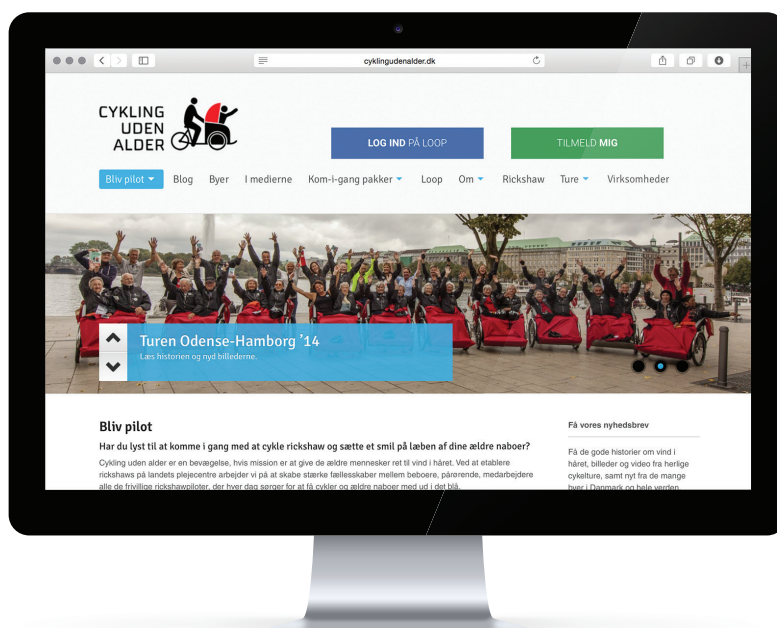 cyklingudenalder.dk
CYKLING
UDEN
ALDER
LOG IND PÅ LOOP
TILMELD MIG
Bliv pilot Blog Byer I medierne Kom-i-gang pakker Loop Om Rickshaw Ture Virksomheder
Turen Odense-Hamborg '14
Læs historien og nyd billederne.
Bliv pilot
Har du lyst til at komme i gang med at cykle rickshaw og sætte et smil på læben af dine ældre naboer?
Cykling uden alder er en bevægelse, hvis mission er at give de ældre mennesker ret til vind i håret. Ved at etablere
rickshaws på landets plejecentre arbejder vi på at skabe stærke fællesskaber mellem beboere, pårørende, medarbejdere
alle de frivillige rickshawpiloter, der hver dag sørger for at få cykler og ældre naboer med ud i det blå.
Få vores nyhedsbrev
Få de gode historier om vind i
håret, billeder og video fra herlige
cykelture, samt nyt fra de mange
byer i Danmark og hele verden.